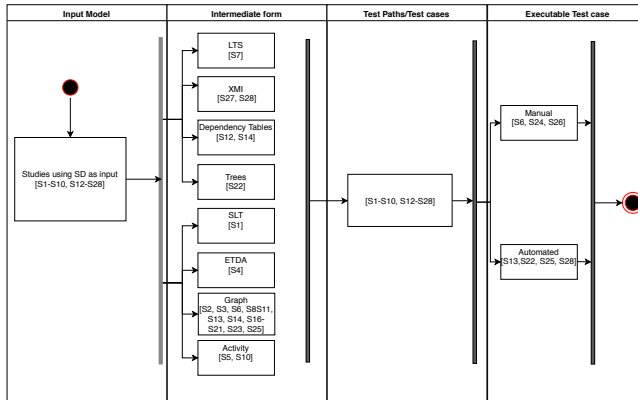 Input Model
Intermediate form
Test Paths/Test cases
Executable Test case
Studies using SD as input
[S1-S10, S12-S28]
LTS
[S7]
XMI
[S27, S28]
Dependency Tables
[S12, S14]
Trees
[S22]
SLT
[S1]
ETDA
[S4]
Graph
[S2, S3, S6, S8S11,
S13, S14, S16-
S21, S23, S25]
Activity
[S5, S10]
[S1-S10, S12-S28]
Manual
[S6, S24, S26]
Automated
[S13,S22, S25, S28]